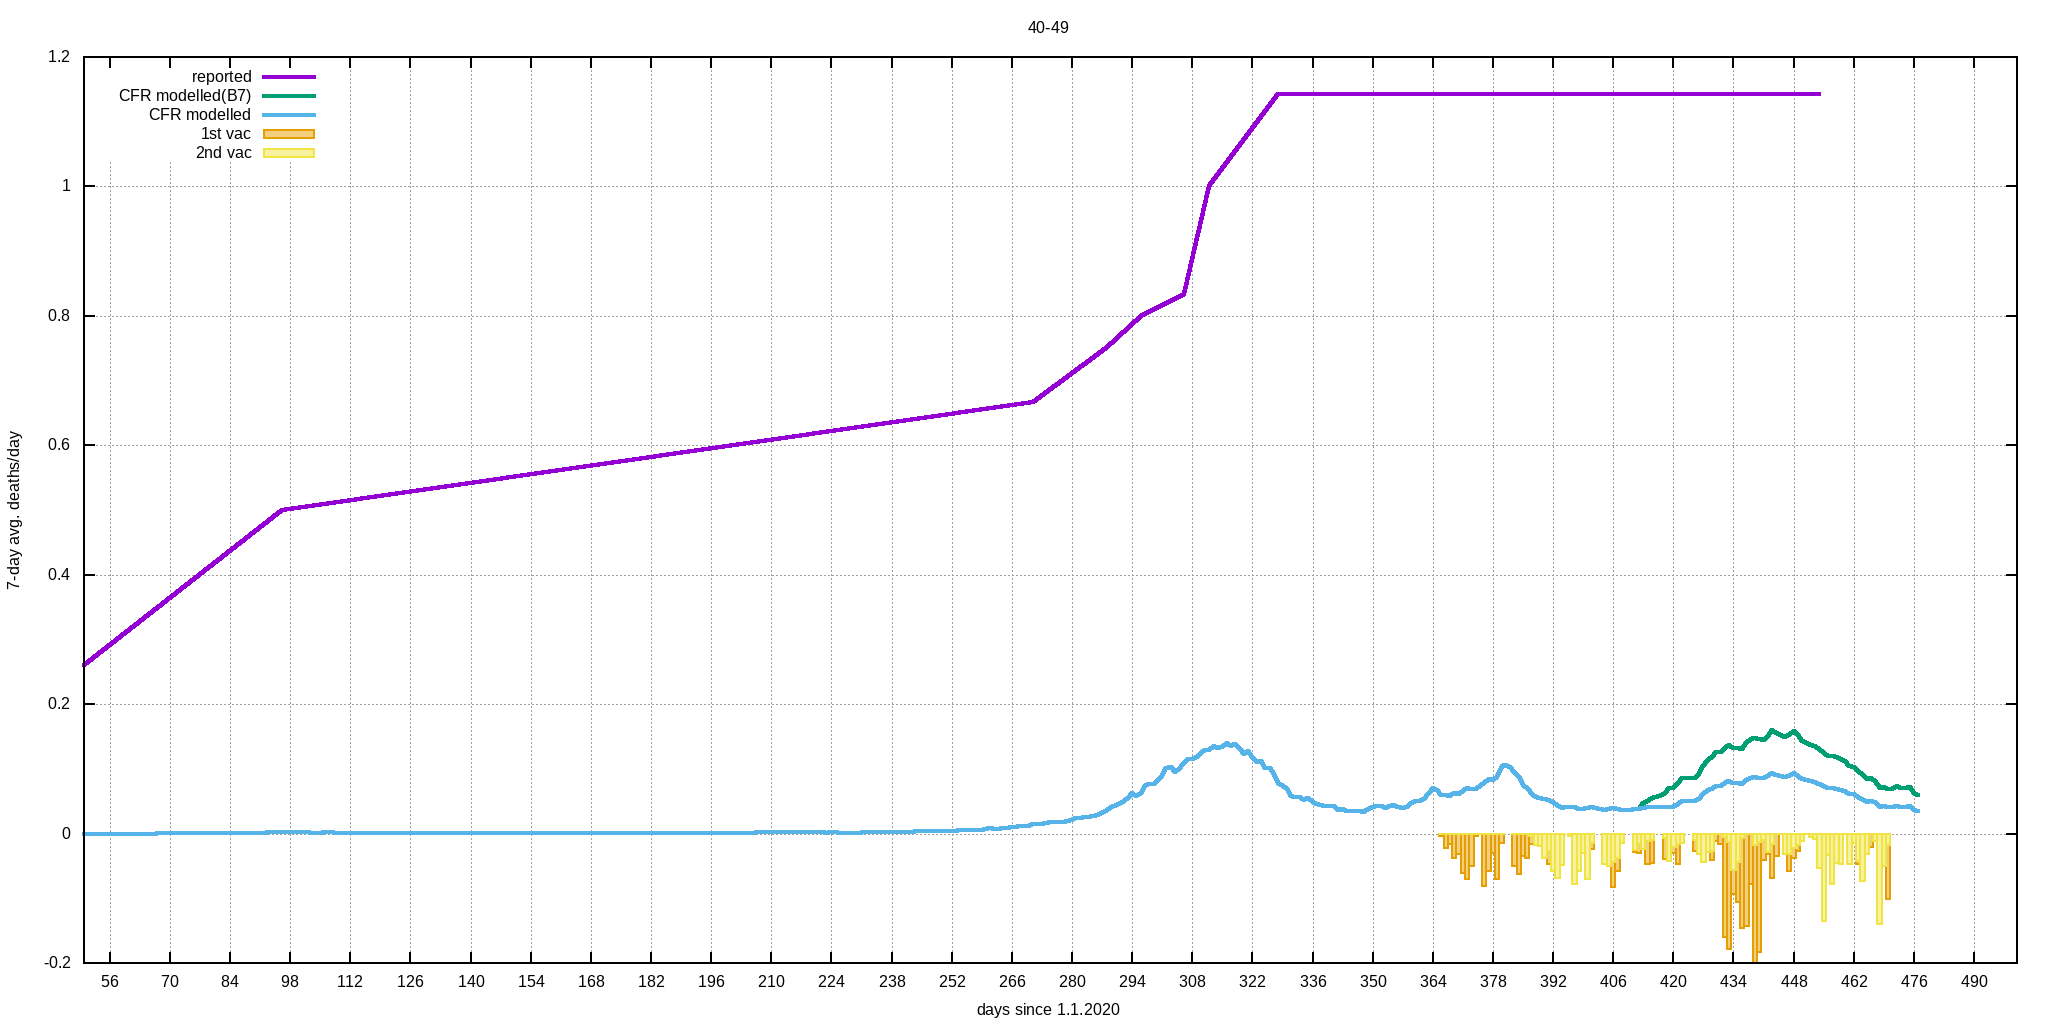 40-49
reported
CFR modelled(B7)
CFR modelled
1st vac
2nd vac
1.2
1
0.8
0.6
0.4
0.2
0
-0.2
7-day avg. deaths/day
56 70 84 98 112 126 140 154 168 182 196 210 224 238 252 266 280 294 308 322 336 350 364 378 392 406 420 434 448 462 476 490
days since 1.1.2020